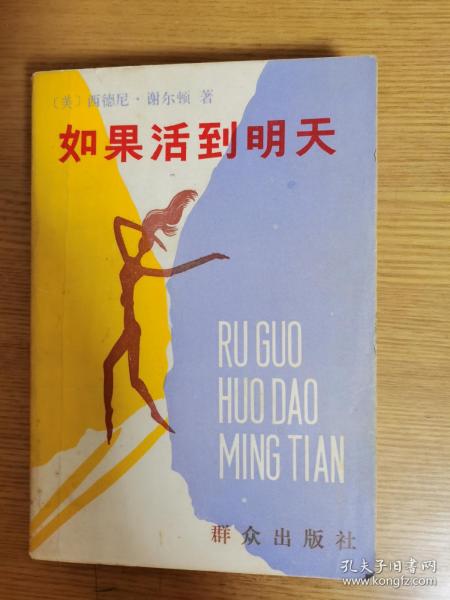 〔美〕西德尼·谢尔顿 著
如果活到明天
RU GUO
HUO DAO
MING TIAN
群众出版社
孔夫子旧书网
kongfz.com